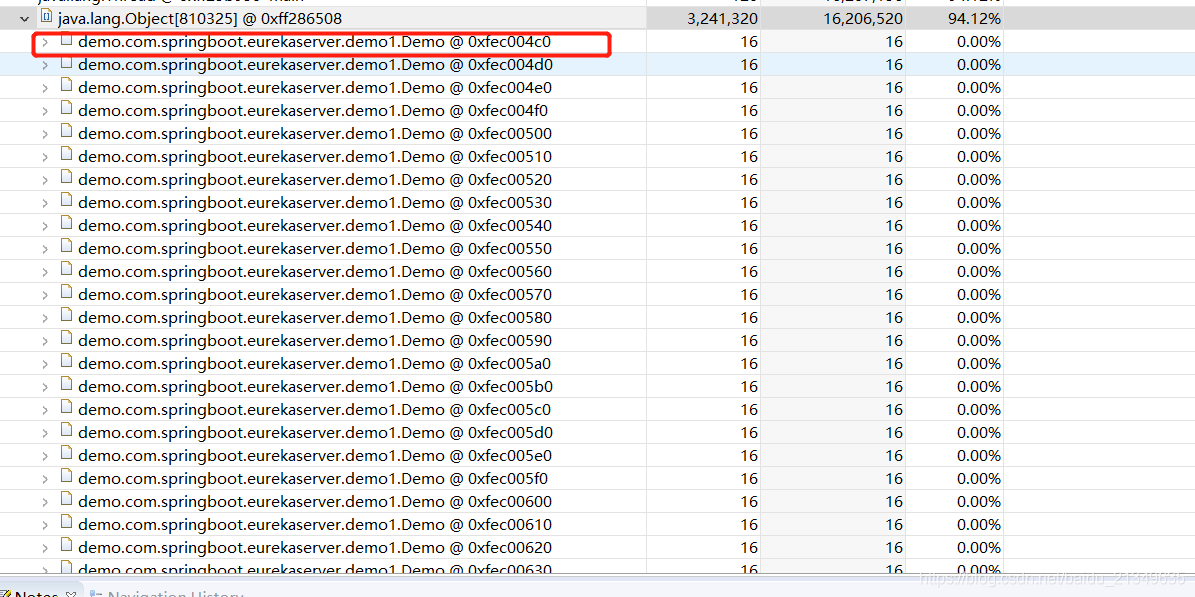 java.lang.Object[810325] @ 0xff286508 3,241,320 16,206,520 94.12%
demo.com.springboot.eurekaserver.demo1.Demo @ 0xfec004c0 16 16 0.00%
demo.com.springboot.eurekaserver.demo1.Demo @ 0xfec004d0 16 16 0.00%
demo.com.springboot.eurekaserver.demo1.Demo @ 0xfec004e0 16 16 0.00%
demo.com.springboot.eurekaserver.demo1.Demo @ 0xfec004f0 16 16 0.00%
demo.com.springboot.eurekaserver.demo1.Demo @ 0xfec00500 16 16 0.00%
demo.com.springboot.eurekaserver.demo1.Demo @ 0xfec00510 16 16 0.00%
demo.com.springboot.eurekaserver.demo1.Demo @ 0xfec00520 16 16 0.00%
demo.com.springboot.eurekaserver.demo1.Demo @ 0xfec00530 16 16 0.00%
demo.com.springboot.eurekaserver.demo1.Demo @ 0xfec00540 16 16 0.00%
demo.com.springboot.eurekaserver.demo1.Demo @ 0xfec00550 16 16 0.00%
demo.com.springboot.eurekaserver.demo1.Demo @ 0xfec00560 16 16 0.00%
demo.com.springboot.eurekaserver.demo1.Demo @ 0xfec00570 16 16 0.00%
demo.com.springboot.eurekaserver.demo1.Demo @ 0xfec00580 16 16 0.00%
demo.com.springboot.eurekaserver.demo1.Demo @ 0xfec00590 16 16 0.00%
demo.com.springboot.eurekaserver.demo1.Demo @ 0xfec005a0 16 16 0.00%
demo.com.springboot.eurekaserver.demo1.Demo @ 0xfec005b0 16 16 0.00%
demo.com.springboot.eurekaserver.demo1.Demo @ 0xfec005c0 16 16 0.00%
demo.com.springboot.eurekaserver.demo1.Demo @ 0xfec005d0 16 16 0.00%
demo.com.springboot.eurekaserver.demo1.Demo @ 0xfec005e0 16 16 0.00%
demo.com.springboot.eurekaserver.demo1.Demo @ 0xfec005f0 16 16 0.00%
demo.com.springboot.eurekaserver.demo1.Demo @ 0xfec00600 16 16 0.00%
demo.com.springboot.eurekaserver.demo1.Demo @ 0xfec00610 16 16 0.00%
demo.com.springboot.eurekaserver.demo1.Demo @ 0xfec00620 16 16 0.00%
demo.com.springboot.eurekaserver.demo1.Demo @ 0xfec00630 16 16 0.00%
Notes Navigation History